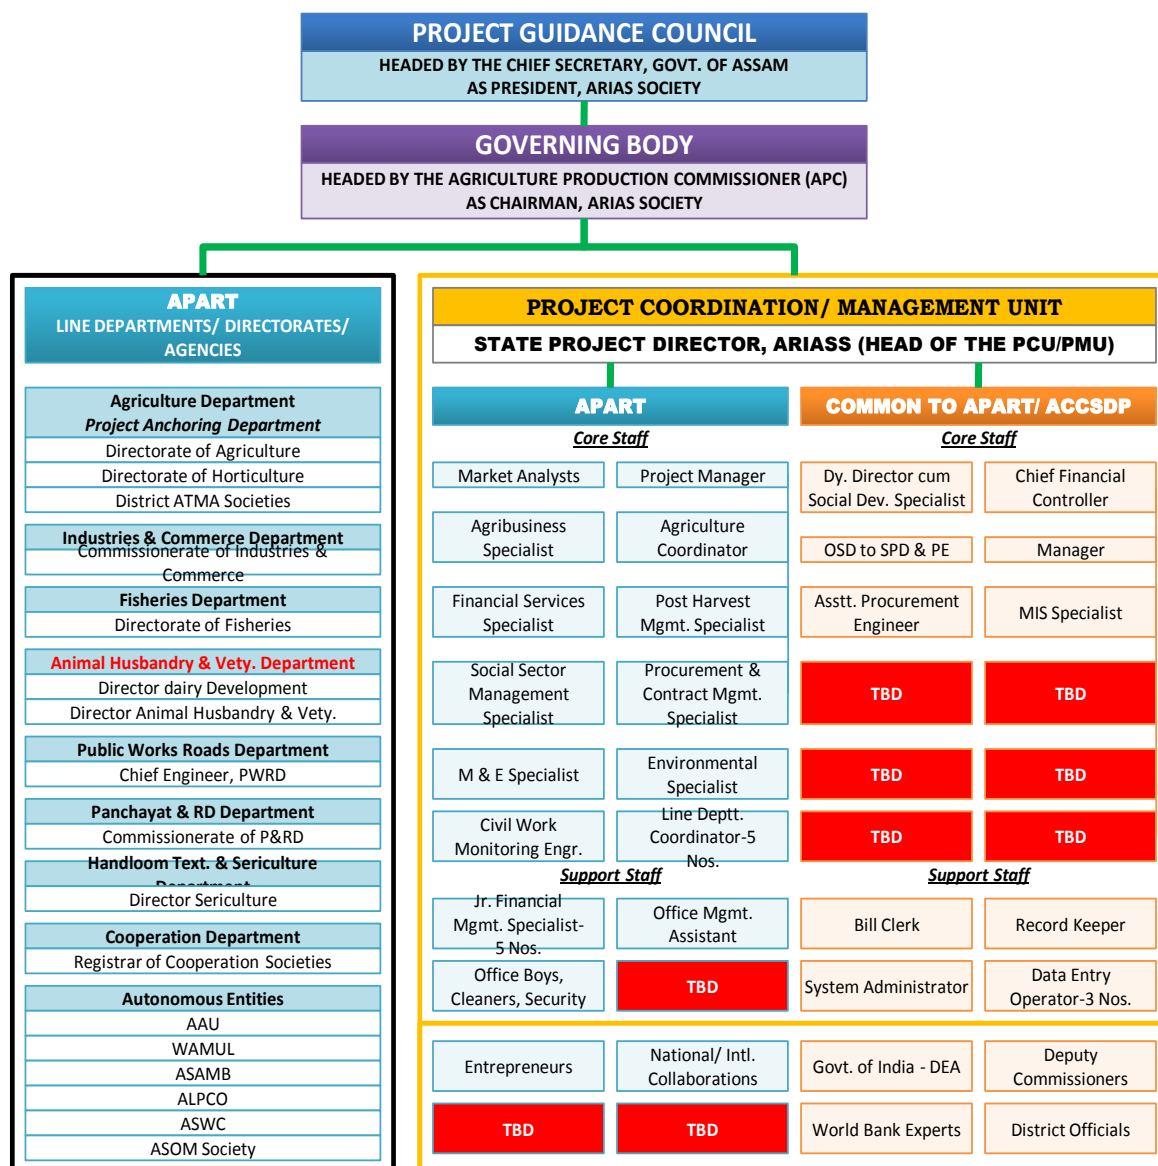 PROJECT GUIDANCE COUNCIL
HEADED BY THE CHIEF SECRETARY, GOVT. OF ASSAM
AS PRESIDENT, ARIAS SOCIETY
GOVERNING BODY
HEADED BY THE AGRICULTURE PRODUCTION COMMISSIONER (APC)
AS CHAIRMAN, ARIAS SOCIETY
APART
LINE DEPARTMENTS/ DIRECTORATES/
AGENCIES
Agriculture Department
Project Anchoring Department
Directorate of Agriculture
Directorate of Horticulture
District ATMA Societies
Industries & Commerce Department
Commissionerate of Industries &
Commerce
Fisheries Department
Directorate of Fisheries
Animal Husbandry & Vety. Department
Director dairy Development
Director Animal Husbandry & Vety.
Public Works Roads Department
Chief Engineer, PWRD
Panchayat & RD Department
Commissionerate of P&RD
Handloom Text. & Sericulture
Department
Director Sericulture
Cooperation Department
Registrar of Cooperation Societies
Autonomous Entities
AAU
WAMUL
ASAMB
ALPCO
ASWC
ASOM Society
PROJECT COORDINATION/ MANAGEMENT UNIT
STATE PROJECT DIRECTOR, ARIASS (HEAD OF THE PCU/PMU)
APART
Core Staff
Market Analysts
Project Manager
Agribusiness
Specialist
Agriculture
Coordinator
Financial Services
Specialist
Post Harvest
Mgmt. Specialist
Social Sector
Management
Specialist
Procurement &
Contract Mgmt.
Specialist
M & E Specialist
Environmental
Specialist
Civil Work
Monitoring Engr.
Line Deptt.
Coordinator-5
Nos.
Support Staff
Jr. Financial
Mgmt. Specialist-
5 Nos.
Office Mgmt.
Assistant
Office Boys,
Cleaners, Security
TBD
COMMON TO APART/ ACCSDP
Core Staff
Dy. Director cum
Social Dev. Specialist
Chief Financial
Controller
OSD to SPD & PE
Manager
Asstt. Procurement
Engineer
MIS Specialist
TBD
TBD
TBD
TBD
TBD
TBD
Support Staff
Bill Clerk
Record Keeper
System Administrator
Data Entry
Operator-3 Nos.
Entrepreneurs
National/ Intl.
Collaborations
Govt. of India - DEA
Deputy
Commissioners
TBD
TBD
World Bank Experts
District Officials